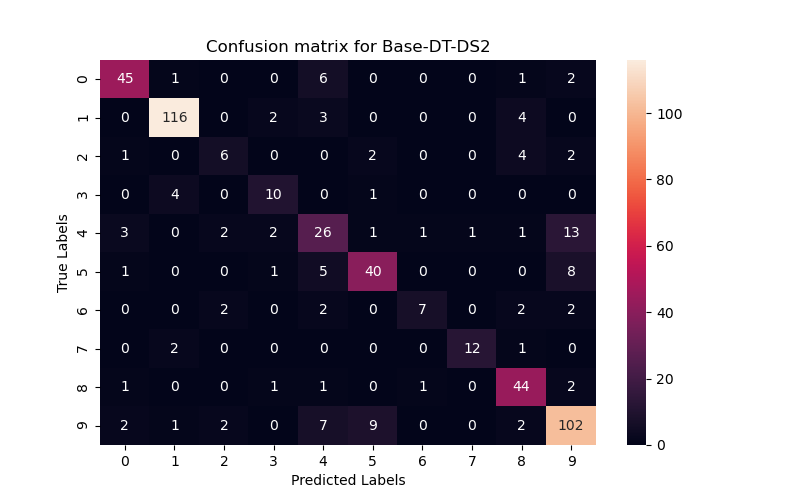 Confusion matrix for Base-DT-DS2
0 45 1 0 0 6 0 0 0 1 2
1 0 116 0 2 3 0 0 0 4 0
2 1 0 6 0 0 2 0 0 4 2
3 0 4 0 10 0 1 0 0 0 0
4 3 0 2 2 26 1 1 1 1 13
5 1 0 0 1 5 40 0 0 0 8
6 0 0 2 0 2 0 7 0 2 2
7 0 2 0 0 0 0 0 12 1 0
8 1 0 0 1 1 0 1 0 44 2
9 2 1 2 0 7 9 0 0 2 102
0 1 2 3 4 5 6 7 8 9
Predicted Labels
True Labels
100
80
60
40
20
0